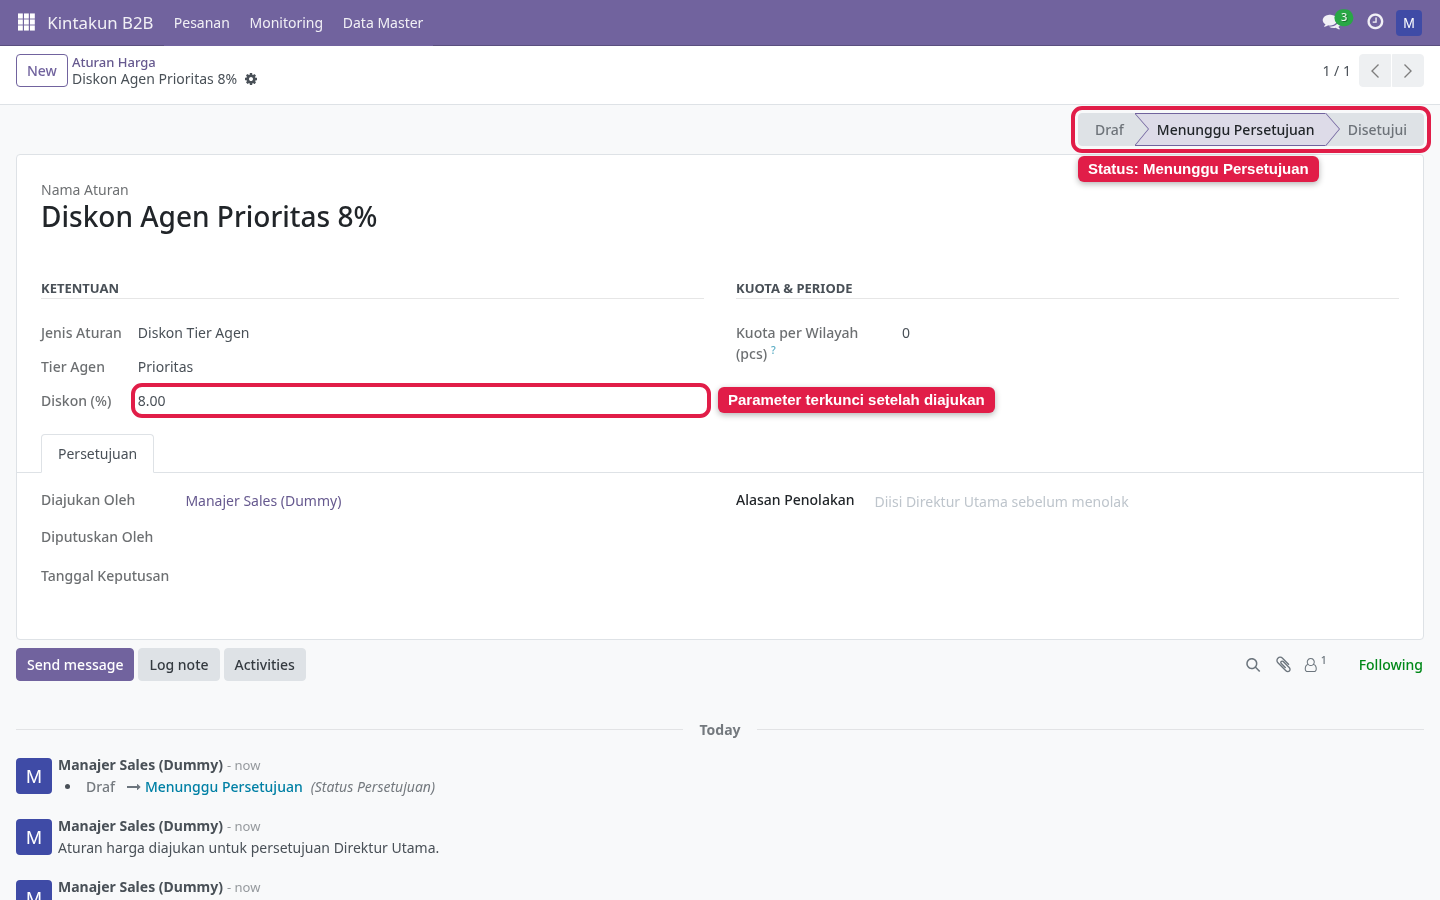 Kintakun B2B Pesanan Monitoring Data Master 3 M
New Aturan Harga
Diskon Agen Prioritas 8%
1 / 1
Draf Menunggu Persetujuan Disetujui
Status: Menunggu Persetujuan
Nama Aturan
Diskon Agen Prioritas 8%
KETENTUAN
Jenis Aturan Diskon Tier Agen
Tier Agen Prioritas
Diskon (%) 8.00
Parameter terkunci setelah diajukan
KUOTA & PERIODE
Kuota per Wilayah 0
(pcs) ?
Persetujuan
Diajukan Oleh Manajer Sales (Dummy)
Diputuskan Oleh
Tanggal Keputusan
Alasan Penolakan Diisi Direktur Utama sebelum menolak
Send message Log note Activities 1 Following
Today
M Manajer Sales (Dummy) - now
• Draf → Menunggu Persetujuan (Status Persetujuan)
M Manajer Sales (Dummy) - now
Aturan harga diajukan untuk persetujuan Direktur Utama.
M Manajer Sales (Dummy) - now